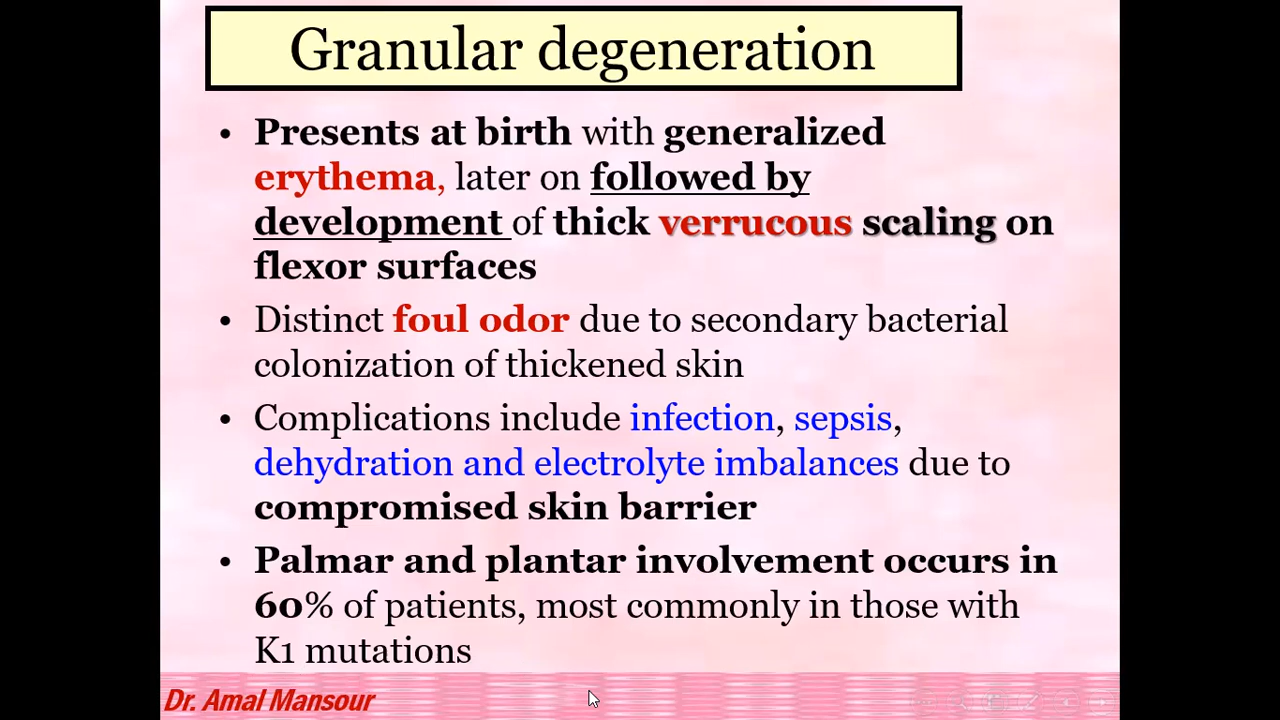 Granular degeneration
• Presents at birth with generalized
erythema, later on followed by
development of thick verrucous scaling on
flexor surfaces
• Distinct foul odor due to secondary bacterial
colonization of thickened skin
• Complications include infection, sepsis,
dehydration and electrolyte imbalances due to
compromised skin barrier
• Palmar and plantar involvement occurs in
60% of patients, most commonly in those with
K1 mutations
Dr. Amal Mansour